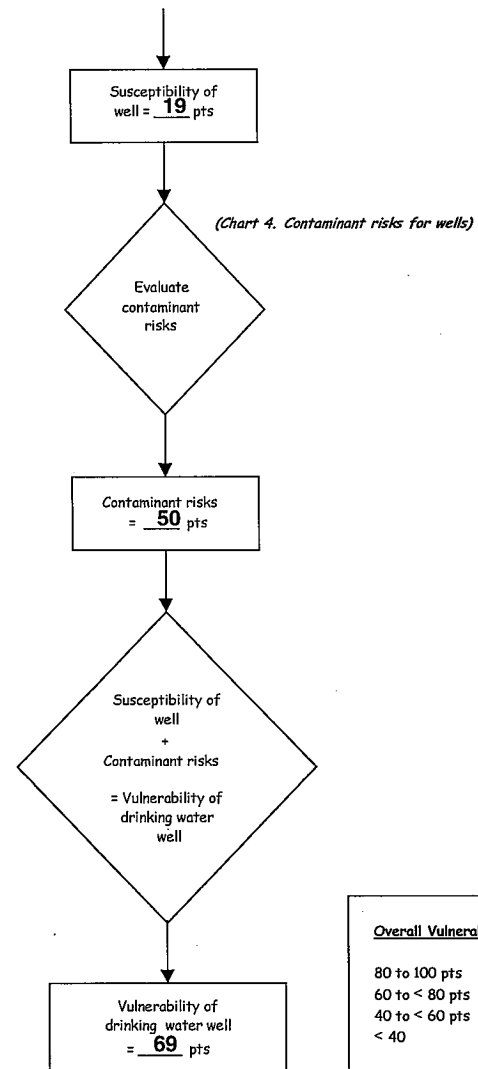 Susceptibility of
well = 19 pts
(Chart 4. Contaminant risks for wells)
Evaluate
contaminant
risks
Contaminant risks
= 50 pts
Susceptibility of
well
+
Contaminant risks
= Vulnerability of
drinking water
well
Overall
80 to 100 pts
60 to < 80 pts
40 to < 60 pts
< 40
Vulnerability of
drinking water well
= 69 pts